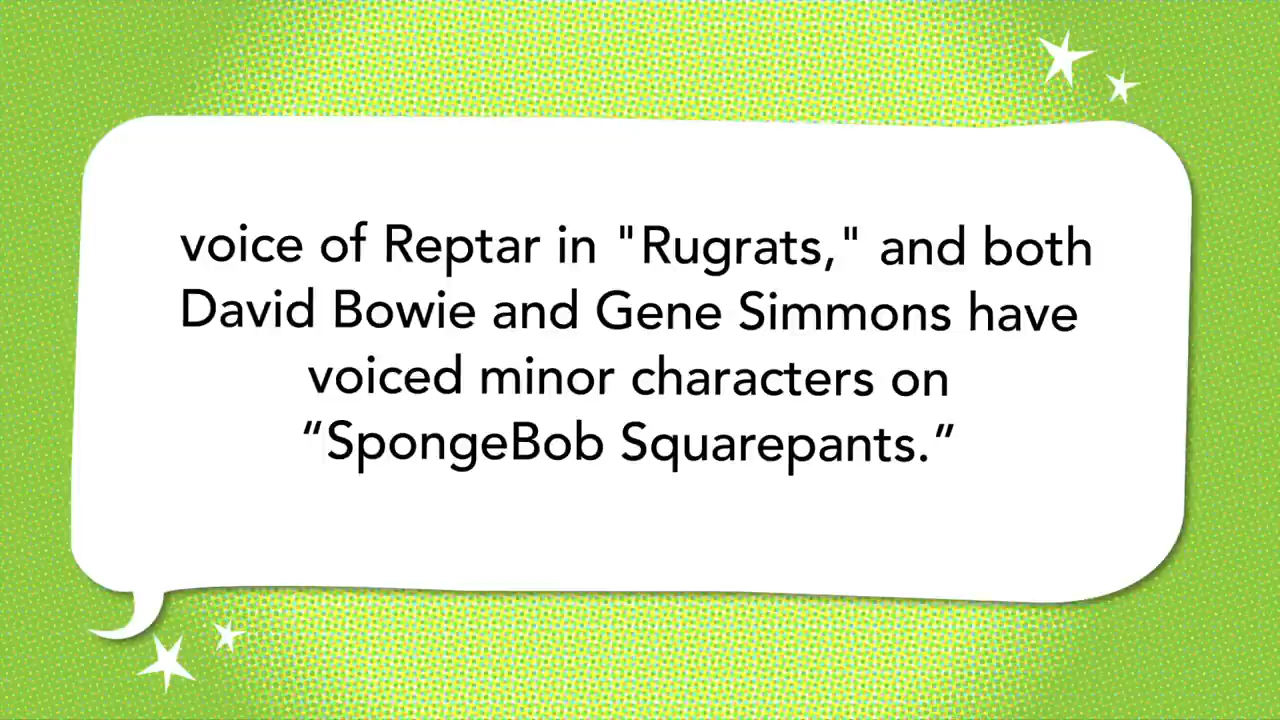 voice of Reptar in "Rugrats," and both
David Bowie and Gene Simmons have
voiced minor characters on
“SpongeBob Squarepants.”